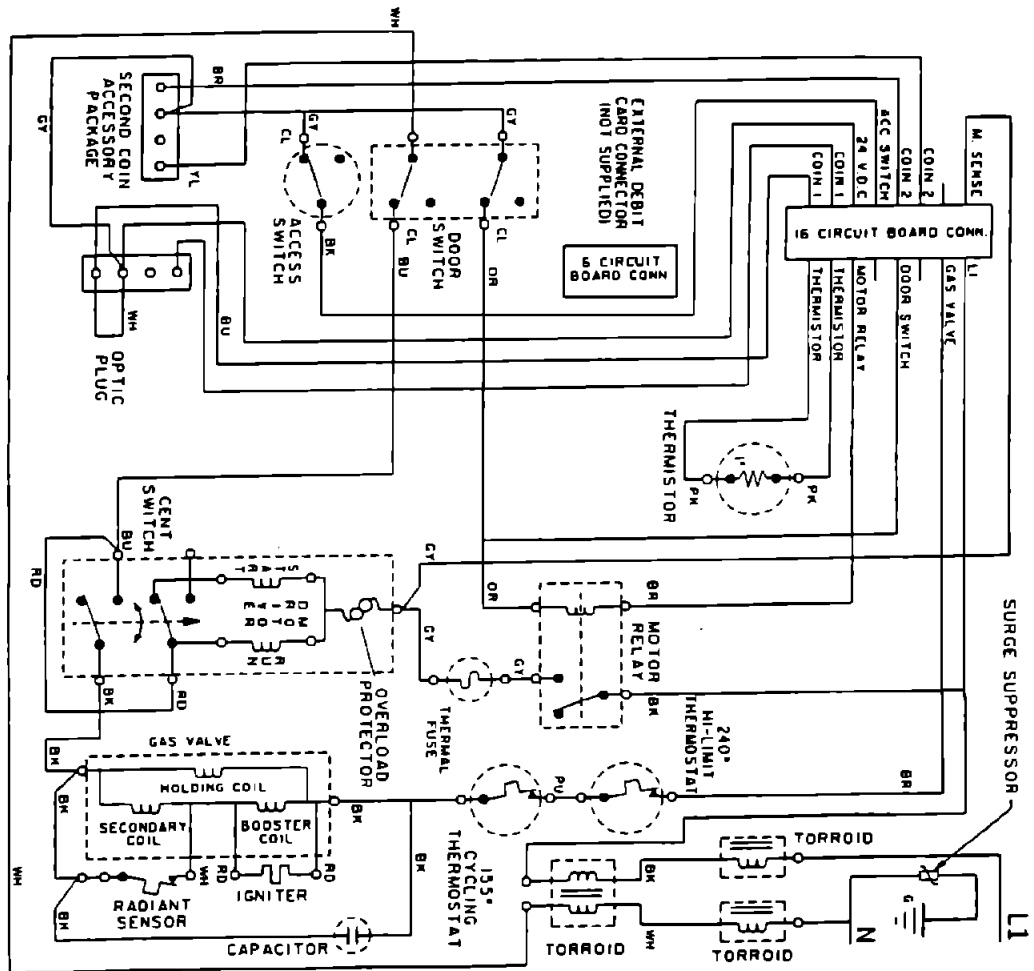 WH
SECOND COIN
ACCESSORY
PACKAGE
BR
GY
YL
GY
CL
ACCESS
SWITCH
BK
GY
CL
DOOR
SWITCH
CL
BU
OR
EXTERNAL DEBIT
CARD CONNECTOR
(NOT SUPPLIED)
6 CIRCUIT
BOARD CONN
M. SENSE
COIN 2
COIN 2
ACC SWITCH
24 V.D.C
COIN 1
COIN 1
16 CIRCUIT BOARD CONN.
L1
GAS VALVE
DOOR SWITCH
MOTOR RELAY
THERMISTOR
THERMISTOR
WH
BU
OPTIC
PLUG
THERMISTOR
1°
PK
PK
CENT
SWITCH
BU
RD
START
DRIVE
MOTOR
RUN
GY
GY
OR
BR
MOTOR
RELAY
GY
BK
THERMAL
FUSE
OVERLOAD
PROTECTOR
BK
RD
SURGE SUPPRESSOR
GAS VALVE
BK
HOLDING COIL
SECONDARY
COIL
BOOSTER
COIL
BK
BK
WH
RD
RD
IGNITER
RADIANT
SENSOR
BK
CAPACITOR
BK
155°
CYCLING
THERMOSTAT
PU
240°
HI-LIMIT
THERMOSTAT
BR
TORROID
BK
WH
TORROID
TORROID
G
N
L1
WH